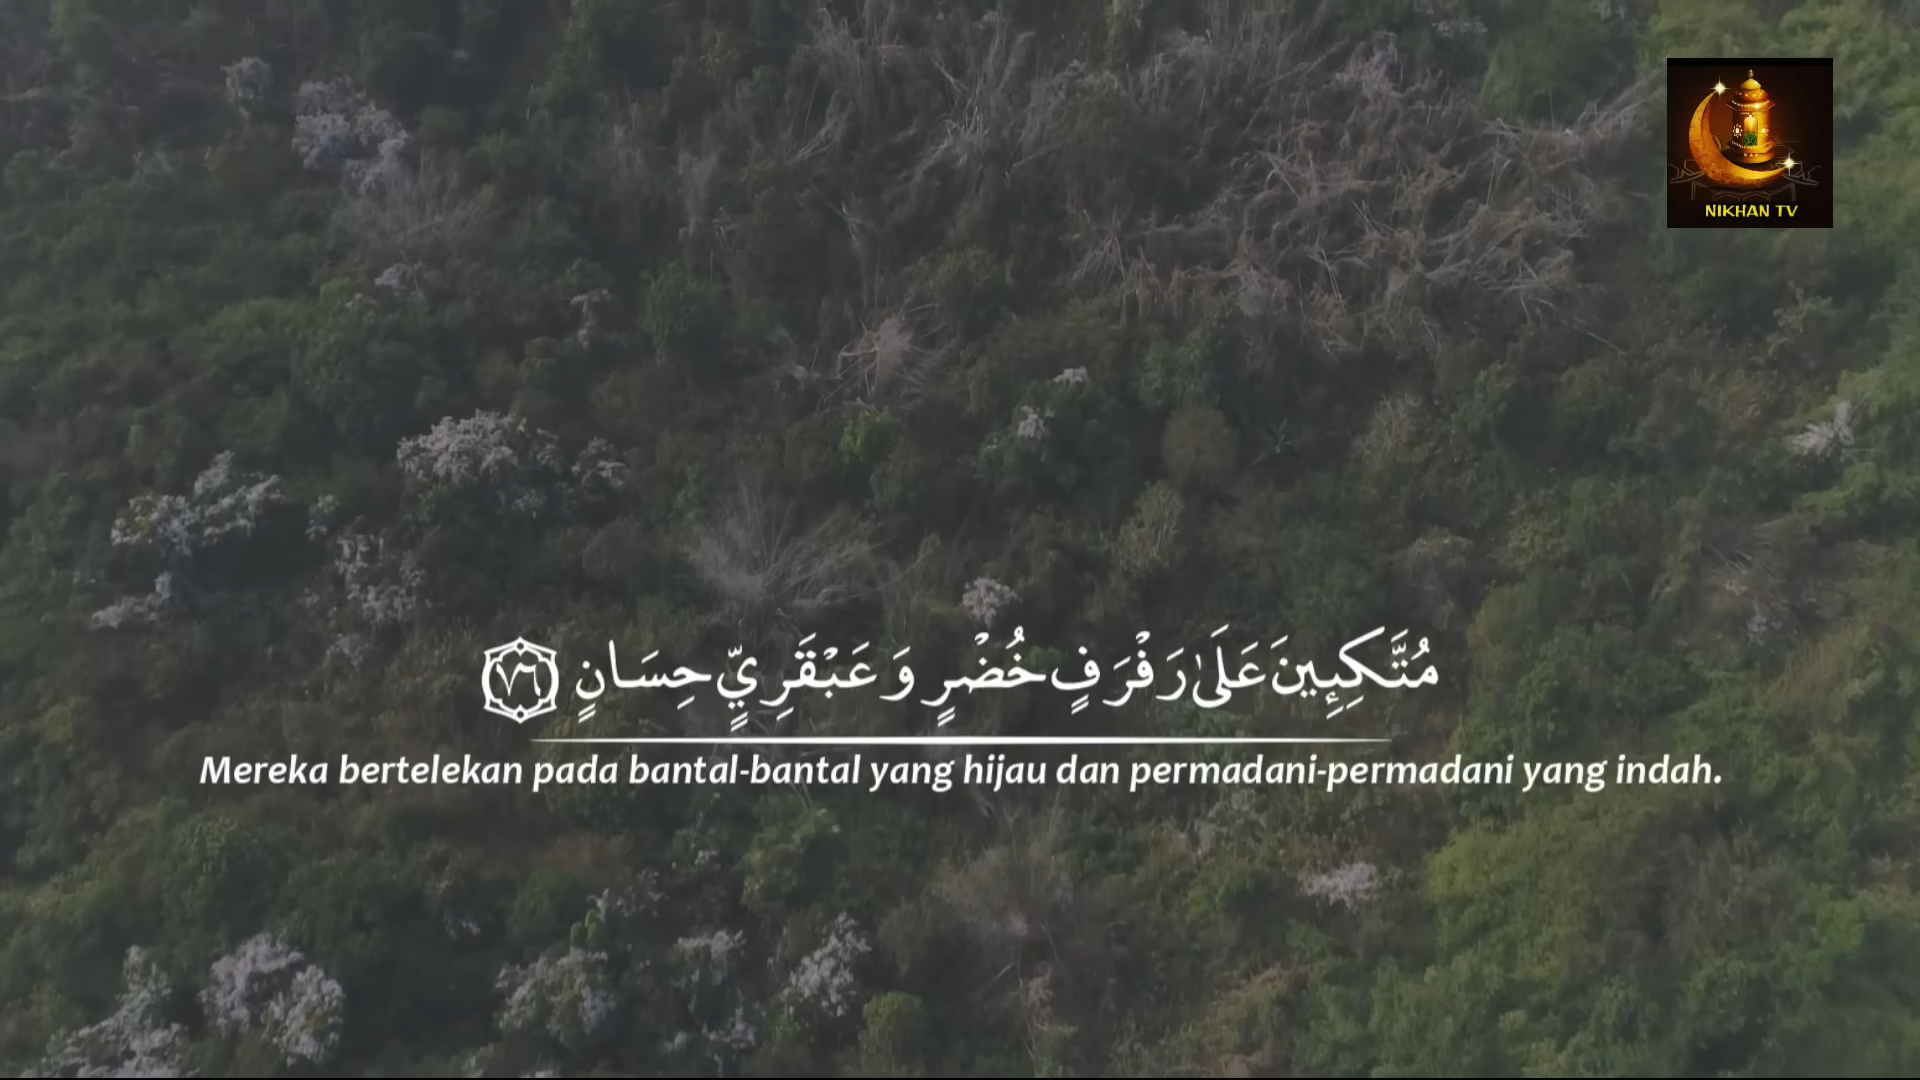 NIKHAN TV
مُتَّكِـِٔينَ عَلَىٰ رَفْرَفٍ خُضْرٍ وَعَبْقَرِيٍّ حِسَانٍ ٧٦
Mereka bertelekan pada bantal-bantal yang hijau dan permadani-permadani yang indah.